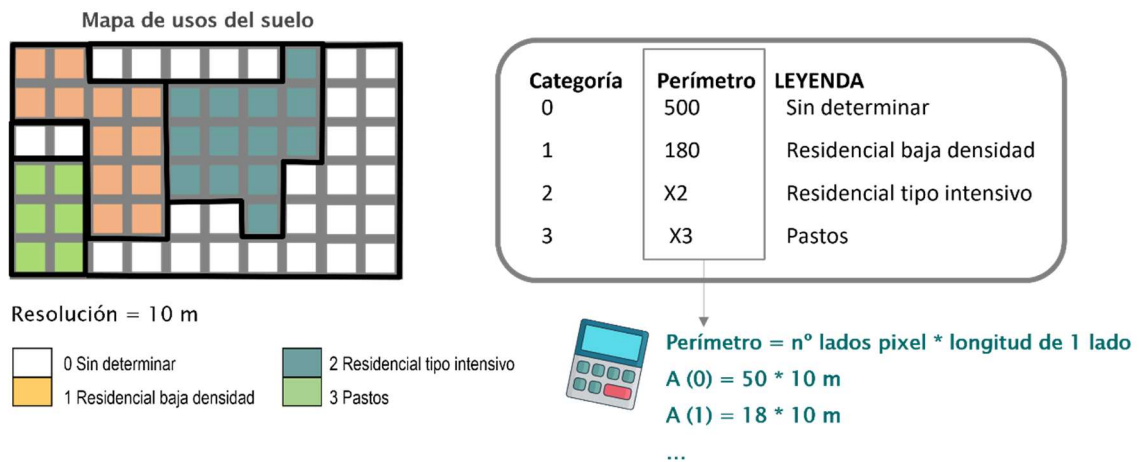 Mapa de usos del suelo
Categoría Perímetro LEYENDA
0 500 Sin determinar
1 180 Residencial baja densidad
2 X2 Residencial tipo intensivo
3 X3 Pastos
Resolución = 10 m
0 Sin determinar
1 Residencial baja densidad
2 Residencial tipo intensivo
3 Pastos
Perímetro = nº lados pixel * longitud de 1 lado
A (0) = 50 * 10 m
A (1) = 18 * 10 m
...